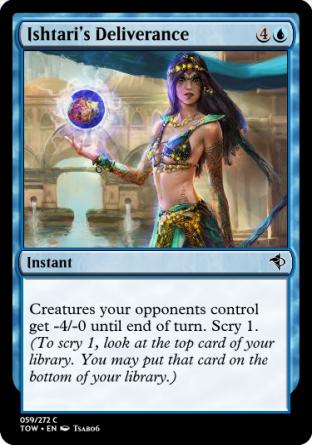 Ishtari's Deliverance 4
Instant
Creatures your opponents control
get -4/-0 until end of turn. Scry 1.
(To scry 1, look at the top card of your
library. You may put that card on the
bottom of your library.)
059/272 C
TOW • EN Tsabo6